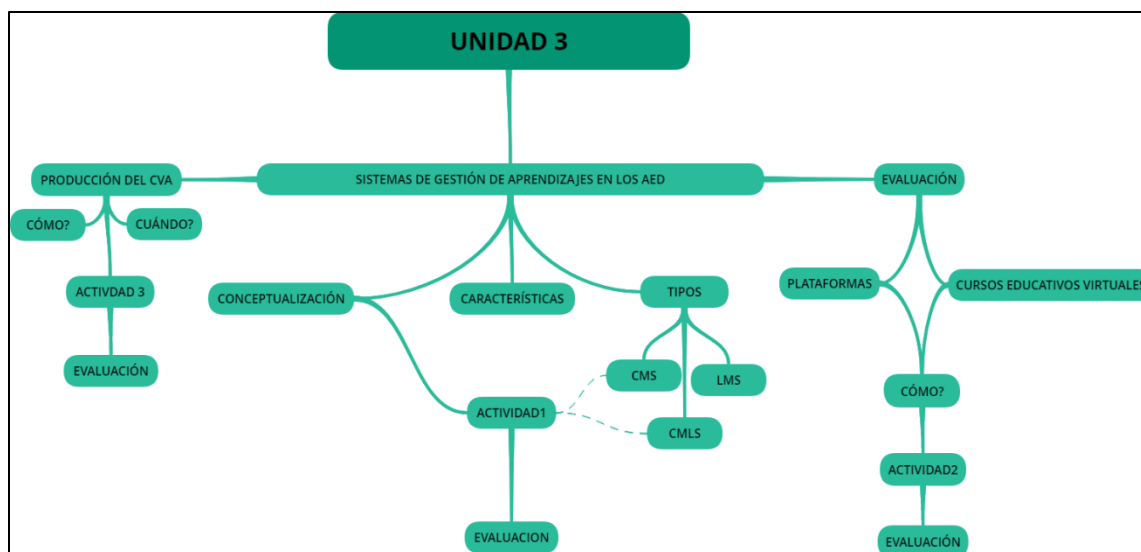 UNIDAD 3
PRODUCCIÓN DEL CVA
SISTEMAS DE GESTIÓN DE APRENDIZAJES EN LOS AED
EVALUACIÓN
CÓMO?
CUÁNDO?
ACTIVDAD 3
EVALUACIÓN
CONCEPTUALIZACIÓN
CARACTERÍSTICAS
TIPOS
CMS
LMS
CMLS
ACTIVIDAD1
EVALUACION
PLATAFORMAS
CURSOS EDUCATIVOS VIRTUALES
CÓMO?
ACTIVIDAD2
EVALUACIÓN